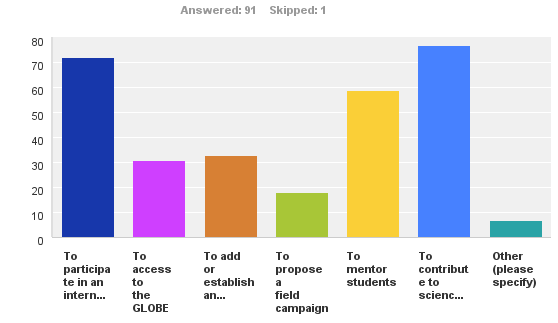 Answered: 91 Skipped: 1
80
70
60
50
40
30
20
10
0
To
participa
te in an
intern...
To
access
to
the
GLOBE
To add
or
establish
an...
To
propose
a
field
campaign
To
mentor
students
To
contribut
e to
scienc...
Other
(please
specify)